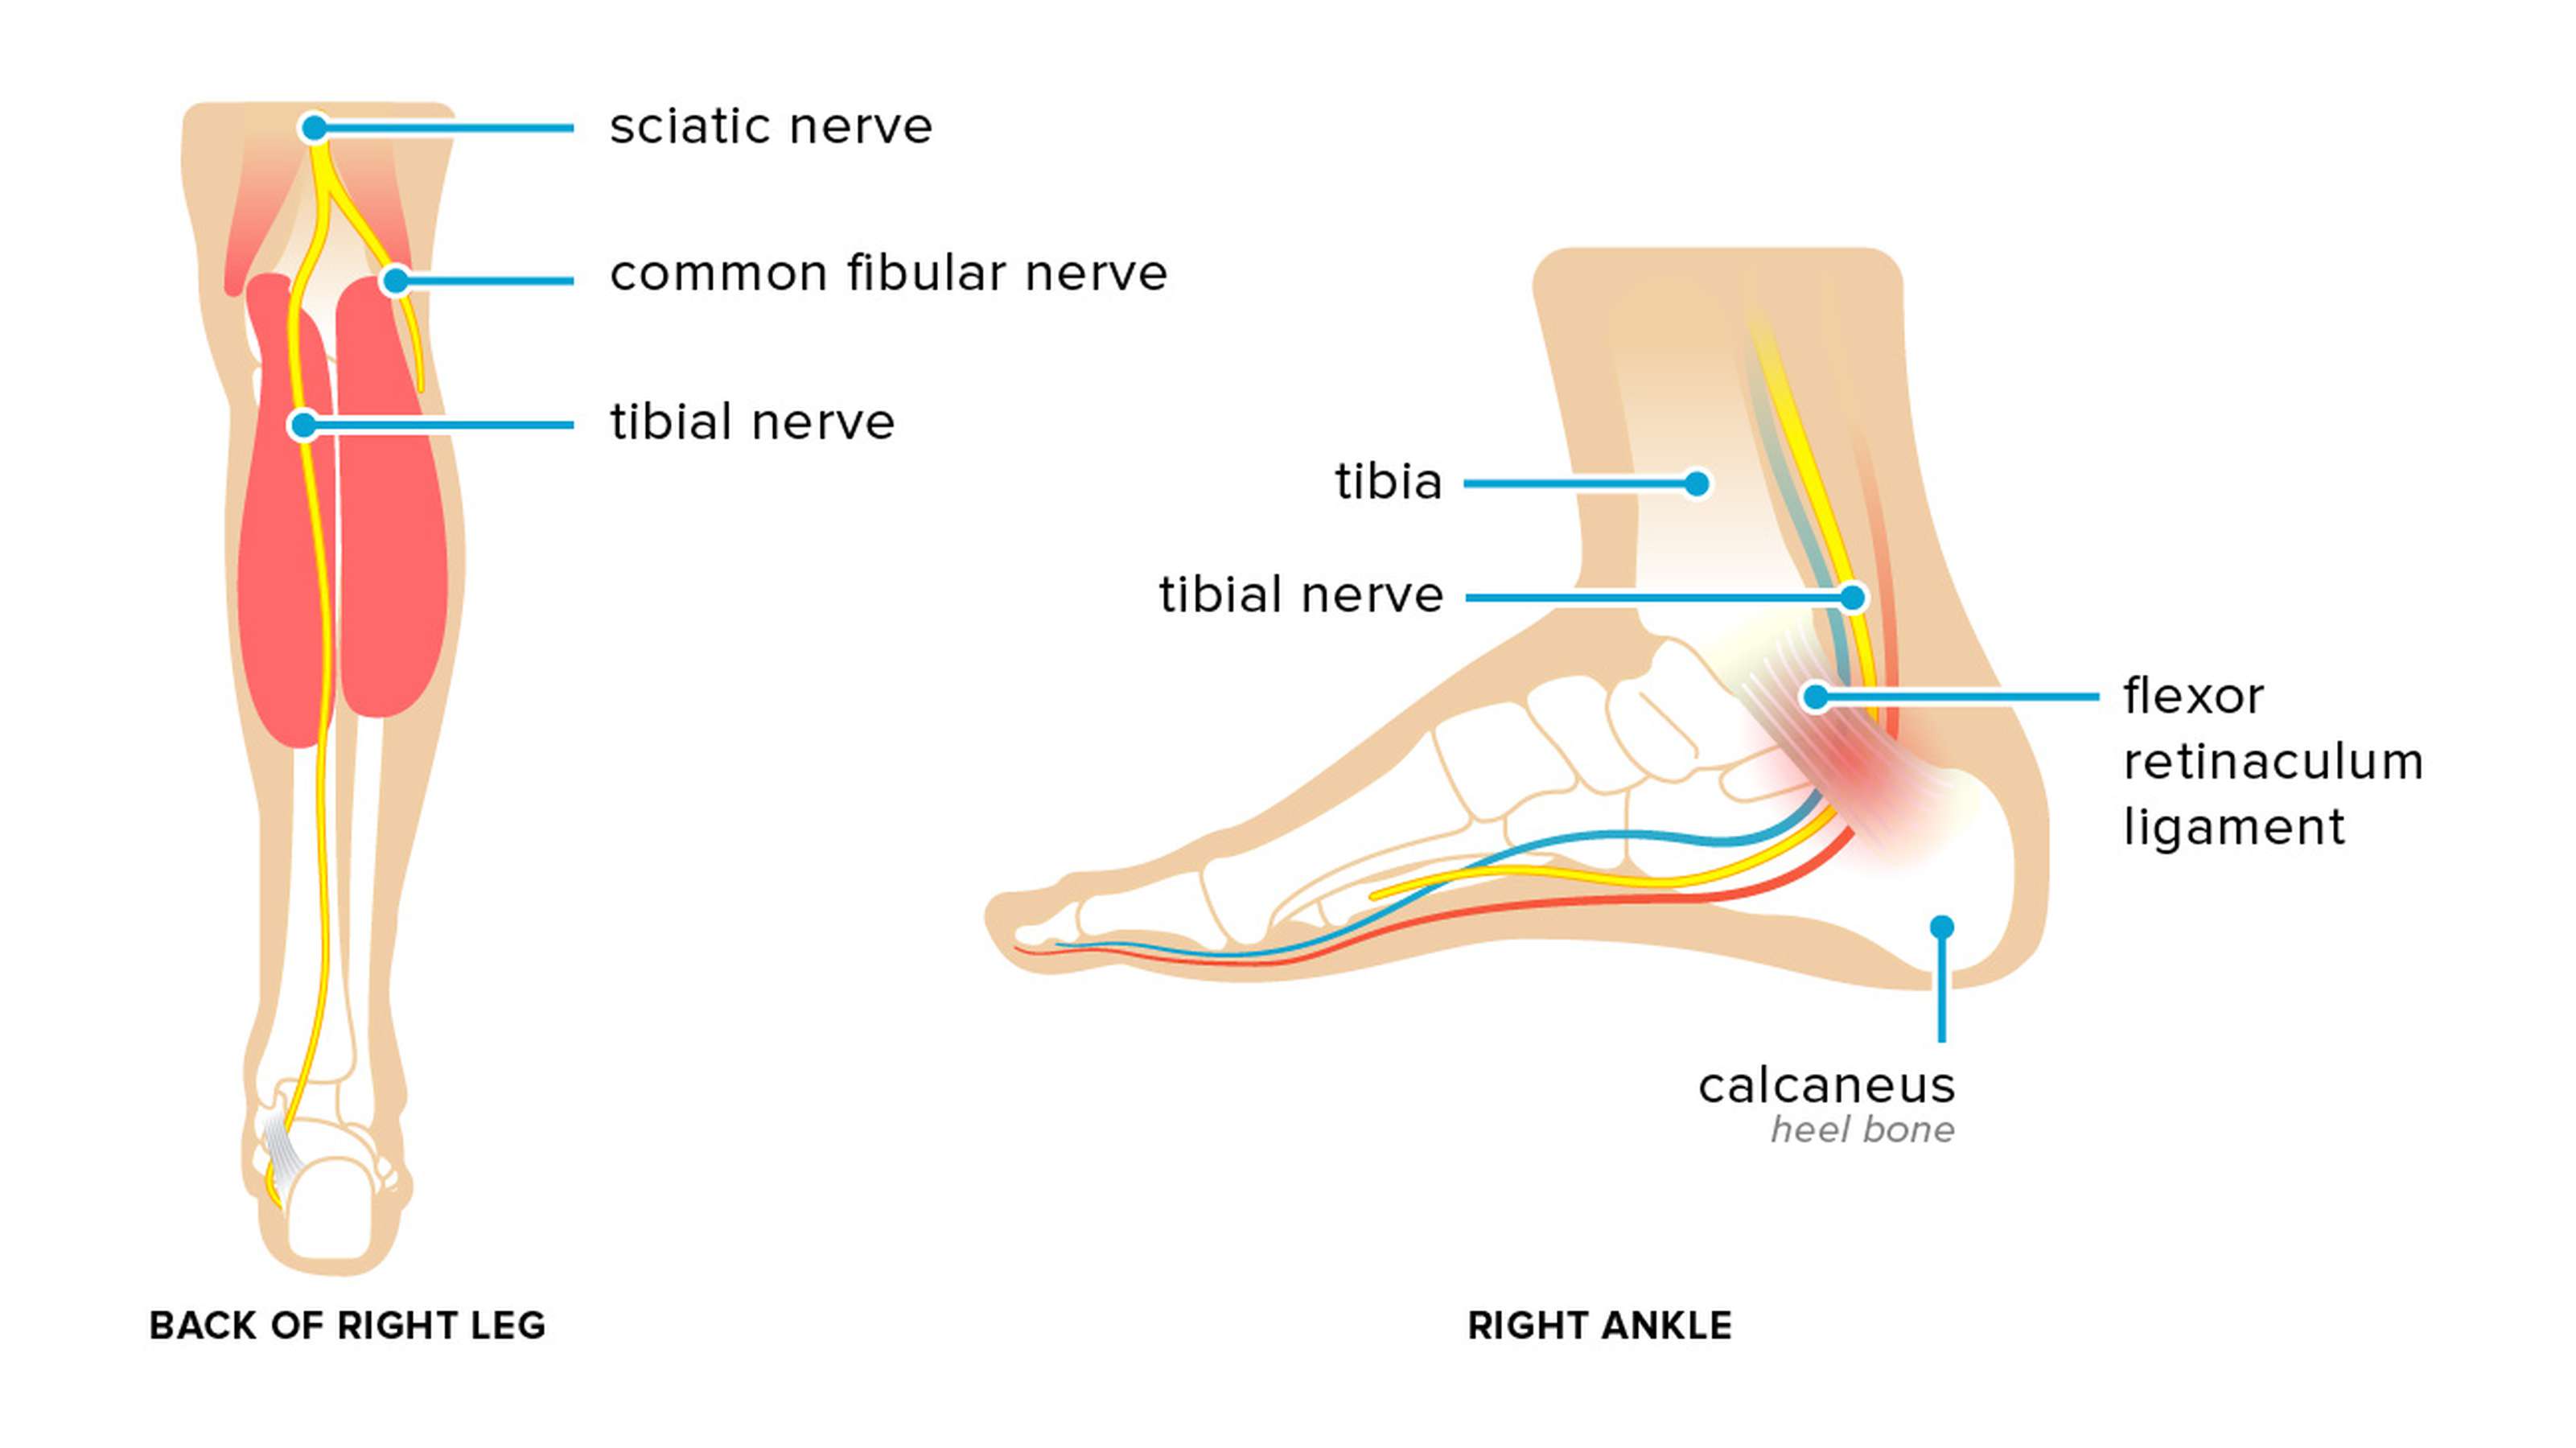 sciatic nerve
common fibular nerve
tibial nerve
tibia
tibial nerve
flexor
retinaculum
ligament
calcaneus
heel bone
BACK OF RIGHT LEG
RIGHT ANKLE